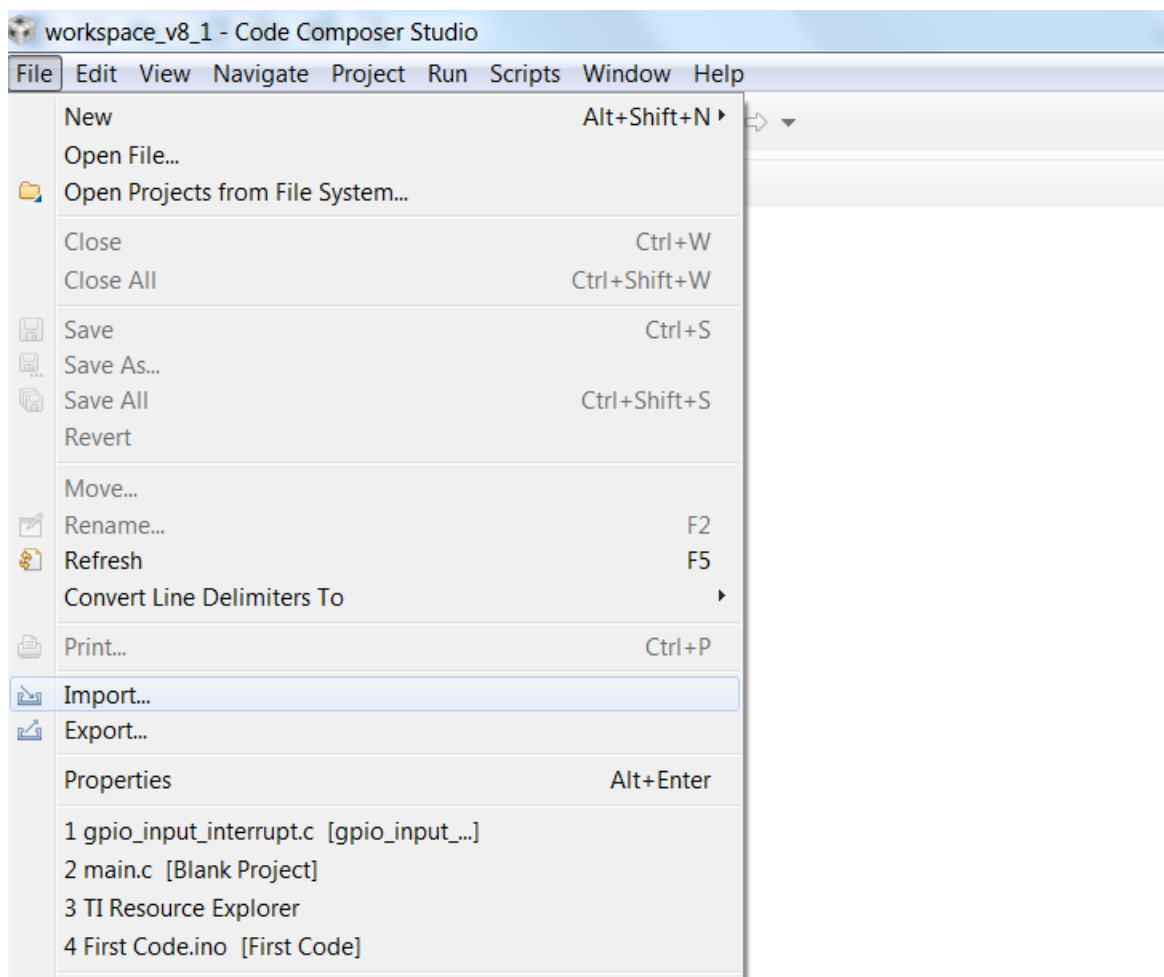 workspace_v8_1 - Code Composer Studio
File Edit View Navigate Project Run Scripts Window Help
New Alt+Shift+N
Open File...
Open Projects from File System...
Close Ctrl+W
Close All Ctrl+Shift+W
Save Ctrl+S
Save As...
Save All Ctrl+Shift+S
Revert
Move...
Rename... F2
Refresh F5
Convert Line Delimiters To
Print... Ctrl+P
Import...
Export...
Properties Alt+Enter
1 gpio_input_interrupt.c [gpio_input_...]
2 main.c [Blank Project]
3 TI Resource Explorer
4 First Code.ino [First Code]